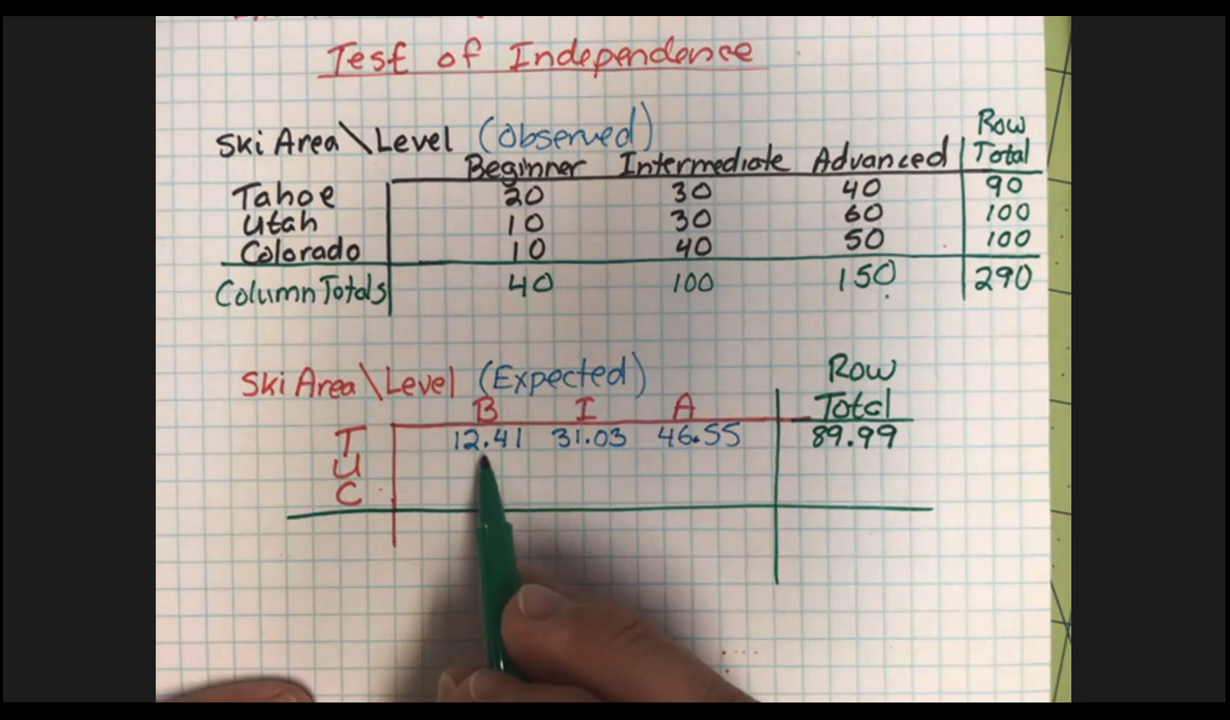 Test of Independence
Ski Area\Level (Observed)
Row
Beginner Intermediate Advanced Total
Tahoe 20 30 40 90
Utah 10 30 60 100
Colorado 10 40 50 100
Column Totals 40 100 150 290
Ski Area\Level (Expected) Row
B I A Total
T 12.41 31.03 46.55 89.99
U
C